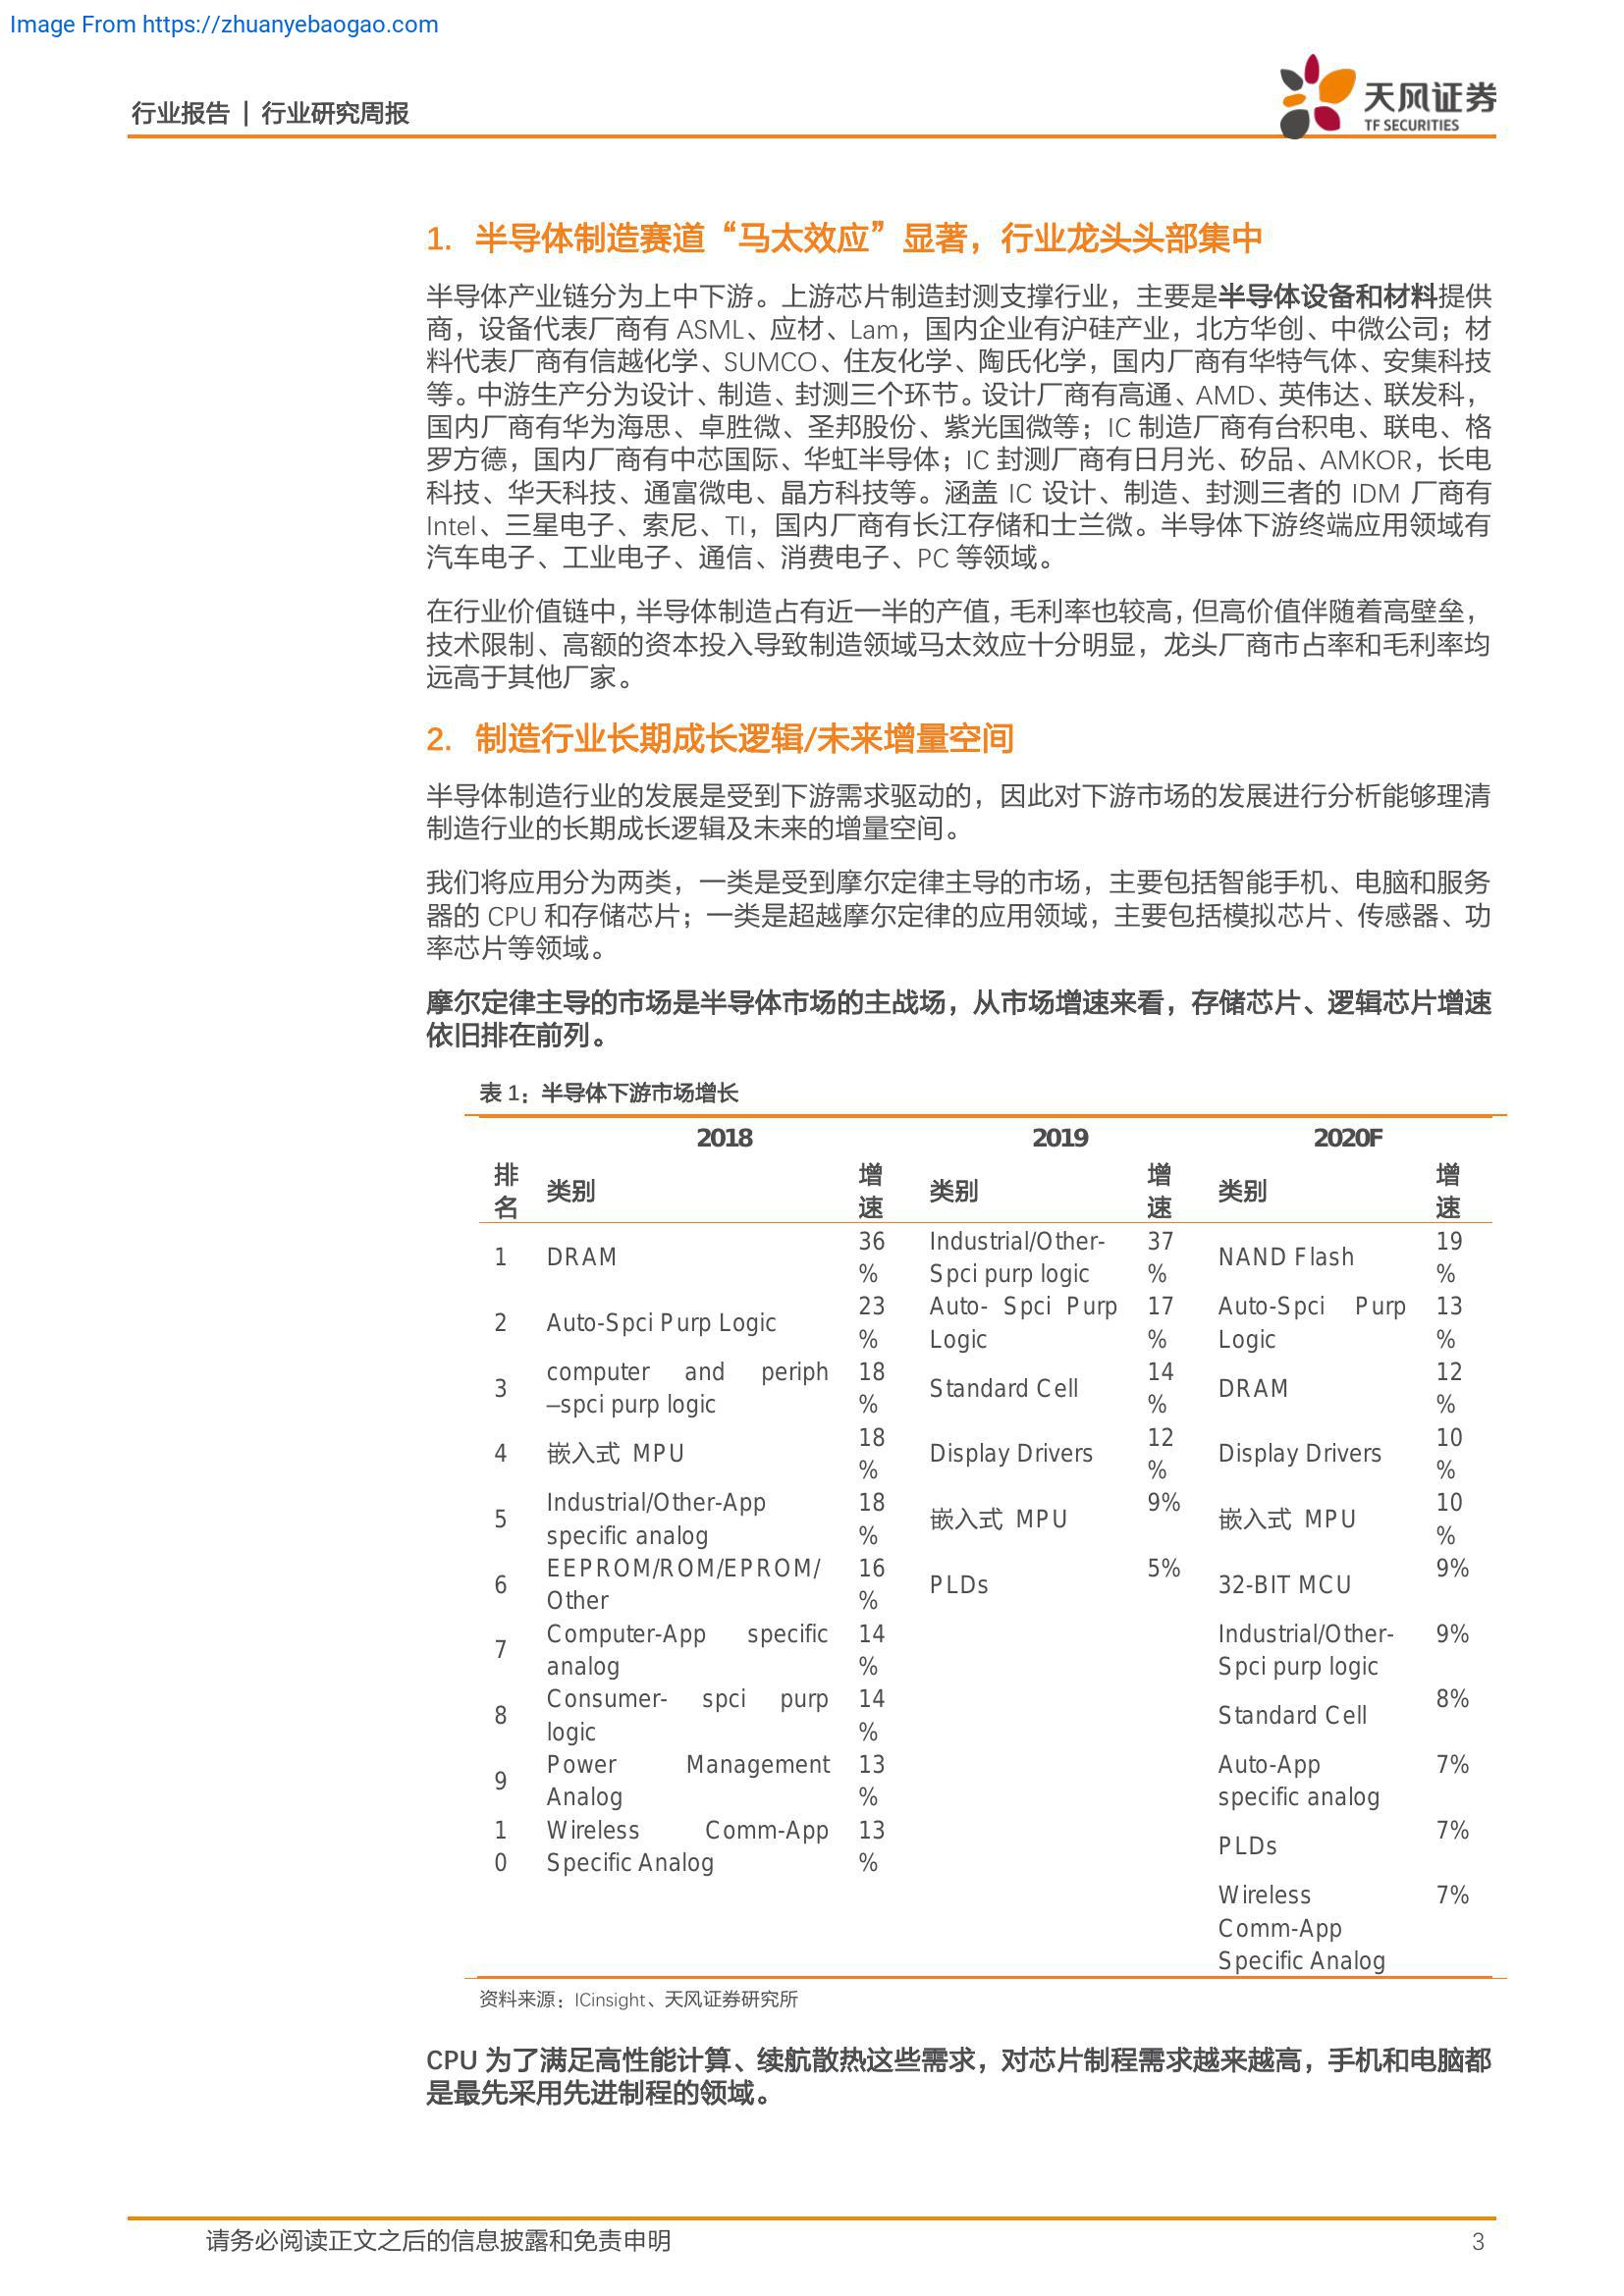 Image From https://zhuanyebaogao.com
行业报告 | 行业研究周报
天风证券
TF SECURITIES
1. 半导体制造赛道“马太效应”显著，行业龙头头部集中
半导体产业链分为上中下游。上游芯片制造封测支撑行业，主要是半导体设备和材料提供
商，设备代表厂商有 ASML、应材、Lam，国内企业有沪硅产业，北方华创、中微公司；材
料代表厂商有信越化学、SUMCO、住友化学、陶氏化学，国内厂商有华特气体、安集科技
等。中游生产分为设计、制造、封测三个环节。设计厂商有高通、AMD、英伟达、联发科，
国内厂商有华为海思、卓胜微、圣邦股份、紫光国微等；IC 制造厂商有台积电、联电、格
罗方德，国内厂商有中芯国际、华虹半导体；IC 封测厂商有日月光、矽品、AMKOR，长电
科技、华天科技、通富微电、晶方科技等。涵盖 IC 设计、制造、封测三者的 IDM 厂商有
Intel、三星电子、索尼、TI，国内厂商有长江存储和士兰微。半导体下游终端应用领域有
汽车电子、工业电子、通信、消费电子、PC 等领域。
在行业价值链中，半导体制造占有近一半的产值，毛利率也较高，但高价值伴随着高壁垒，
技术限制、高额的资本投入导致制造领域马太效应十分明显，龙头厂商市占率和毛利率均
远高于其他厂家。
2. 制造行业长期成长逻辑/未来增量空间
半导体制造行业的发展是受到下游需求驱动的，因此对下游市场的发展进行分析能够理清
制造行业的长期成长逻辑及未来的增量空间。
我们将应用分为两类，一类是受到摩尔定律主导的市场，主要包括智能手机、电脑和服务
器的 CPU 和存储芯片；一类是超越摩尔定律的应用领域，主要包括模拟芯片、传感器、功
率芯片等领域。
摩尔定律主导的市场是半导体市场的主战场，从市场增速来看，存储芯片、逻辑芯片增速
依旧排在前列。
表 1：半导体下游市场增长
2018 2019 2020F
排名 类别 增速 类别 增速 类别 增速
1 DRAM 36% Industrial/Other-Spci purp logic 37% NAND Flash 19%
2 Auto-Spci Purp Logic 23% Auto- Spci Purp Logic 17% Auto-Spci Purp Logic 13%
3 computer and periph –spci purp logic 18% Standard Cell 14% DRAM 12%
4 嵌入式 MPU 18% Display Drivers 12% Display Drivers 10%
5 Industrial/Other-App specific analog 18% 嵌入式 MPU 9% 嵌入式 MPU 10%
6 EEPROM/ROM/EPROM/Other 16% PLDs 5% 32-BIT MCU 9%
7 Computer-App specific analog 14% Industrial/Other-Spci purp logic 9%
8 Consumer- spci purp logic 14% Standard Cell 8%
9 Power Management Analog 13% Auto-App specific analog 7%
10 Wireless Comm-App Specific Analog 13% PLDs 7%
Wireless Comm-App Specific Analog 7%
资料来源：ICinsight、天风证券研究所
CPU 为了满足高性能计算、续航散热这些需求，对芯片制程需求越来越高，手机和电脑都
是最先采用先进制程的领域。
请务必阅读正文之后的信息披露和免责申明 3